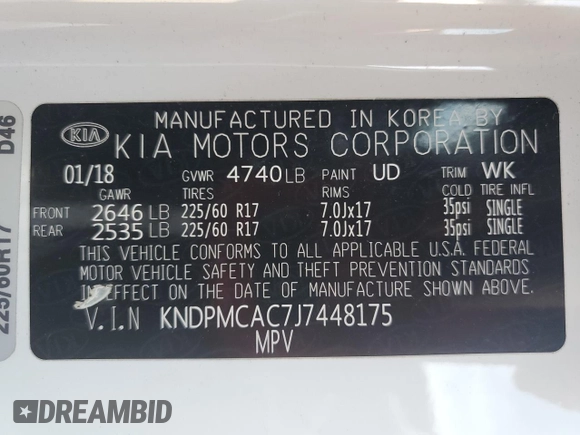 MANUFACTURED IN KOREA BY
KIA KIA MOTORS CORPORATION
01/18 GVWR 4740 LB PAINT UD TRIM WK
GAWR TIRES RIMS COLD TIRE INFL
FRONT 2646 LB 225/60 R17 7.0Jx17 35psi SINGLE
REAR 2535 LB 225/60 R17 7.0Jx17 35psi SINGLE
THIS VEHICLE CONFORMS TO ALL APPLICABLE U.S.A. FEDERAL
MOTOR VEHICLE SAFETY AND THEFT PREVENTION STANDARDS
IN EFFECT ON THE DATE OF MANUFACTURE SHOWN ABOVE.
V.I.N KNDPMCAC7J7448175
MPV
225/60R17 D46
DREAMBID